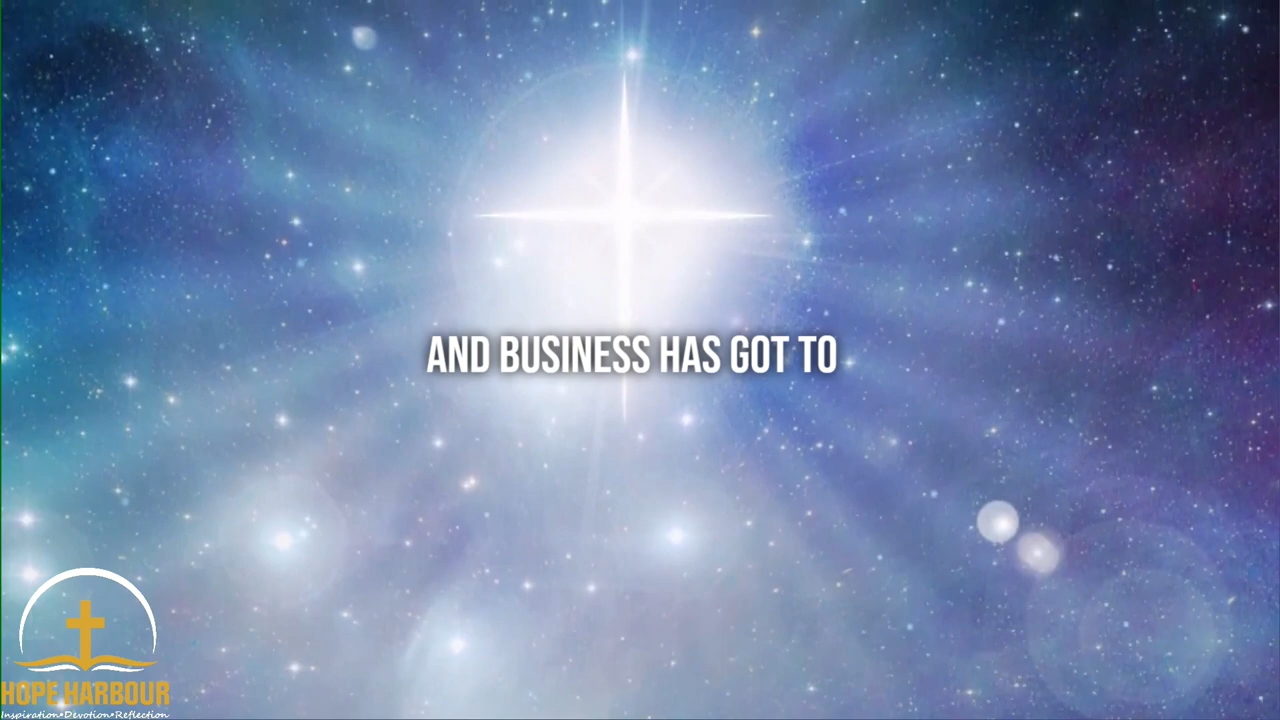 AND BUSINESS HAS GOT TO
HOPE HARBOUR
Inspiration•Devotion•Reflection